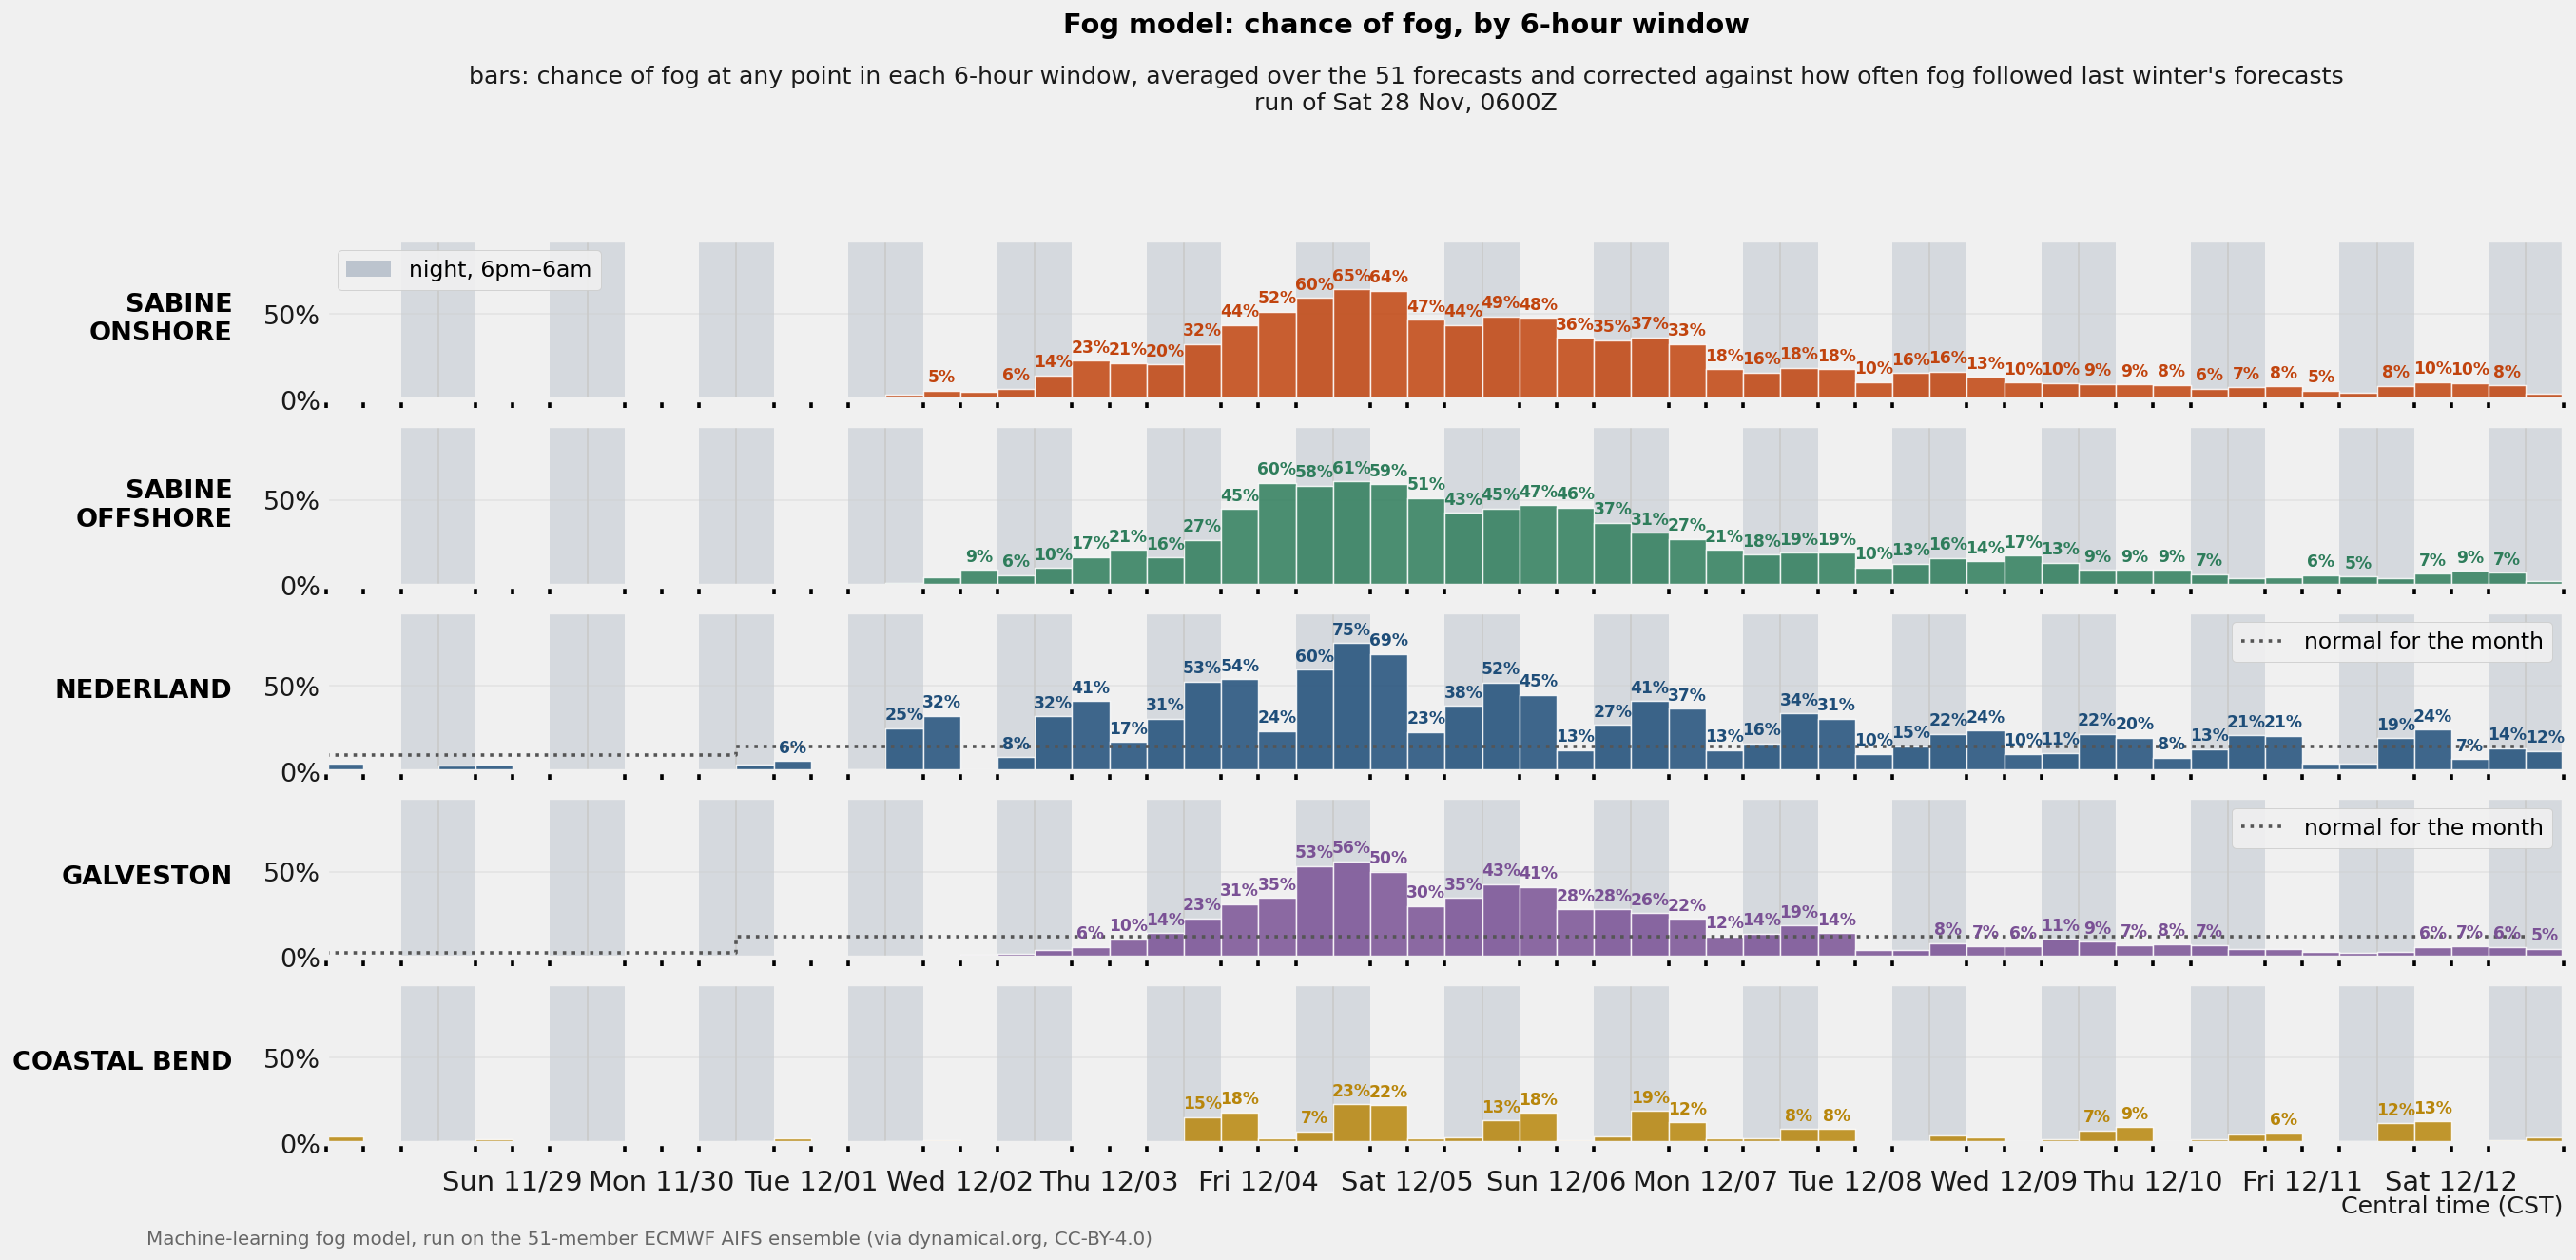 Fog model: chance of fog, by 6-hour window
bars: chance of fog at any point in each 6-hour window, averaged over the 51 forecasts and corrected against how often fog followed last winter's forecasts
run of Sat 28 Nov, 0600Z
night, 6pm–6am
SABINE
ONSHORE
50%
0%
5% 6% 14% 23% 21% 20% 32% 44% 52% 60% 65% 64% 47% 44% 49% 48% 36% 35% 37% 33% 18% 16% 18% 18% 10% 16% 16% 13% 10% 10% 9% 9% 8% 6% 7% 8% 5% 8% 10% 10% 8%
SABINE
OFFSHORE
50%
0%
9% 6% 10% 17% 21% 16% 27% 45% 60% 58% 61% 59% 51% 43% 45% 47% 46% 37% 31% 27% 21% 18% 19% 19% 10% 13% 16% 14% 17% 13% 9% 9% 9% 7% 6% 5% 7% 9% 7%
NEDERLAND
50%
0%
normal for the month
6% 25% 32% 8% 32% 41% 17% 31% 53% 54% 24% 60% 75% 69% 23% 38% 52% 45% 13% 27% 41% 37% 13% 16% 34% 31% 10% 15% 22% 24% 10% 11% 22% 20% 8% 13% 21% 21% 19% 24% 7% 14% 12%
GALVESTON
50%
0%
normal for the month
6% 10% 14% 23% 31% 35% 53% 56% 50% 30% 35% 43% 41% 28% 28% 26% 22% 12% 14% 19% 14% 8% 7% 6% 11% 9% 7% 8% 7% 6% 7% 6% 5%
COASTAL BEND
50%
0%
15% 18% 7% 23% 22% 13% 18% 19% 12% 8% 8% 7% 9% 6% 12% 13%
Sun 11/29 Mon 11/30 Tue 12/01 Wed 12/02 Thu 12/03 Fri 12/04 Sat 12/05 Sun 12/06 Mon 12/07 Tue 12/08 Wed 12/09 Thu 12/10 Fri 12/11 Sat 12/12
Central time (CST)
Machine-learning fog model, run on the 51-member ECMWF AIFS ensemble (via dynamical.org, CC-BY-4.0)